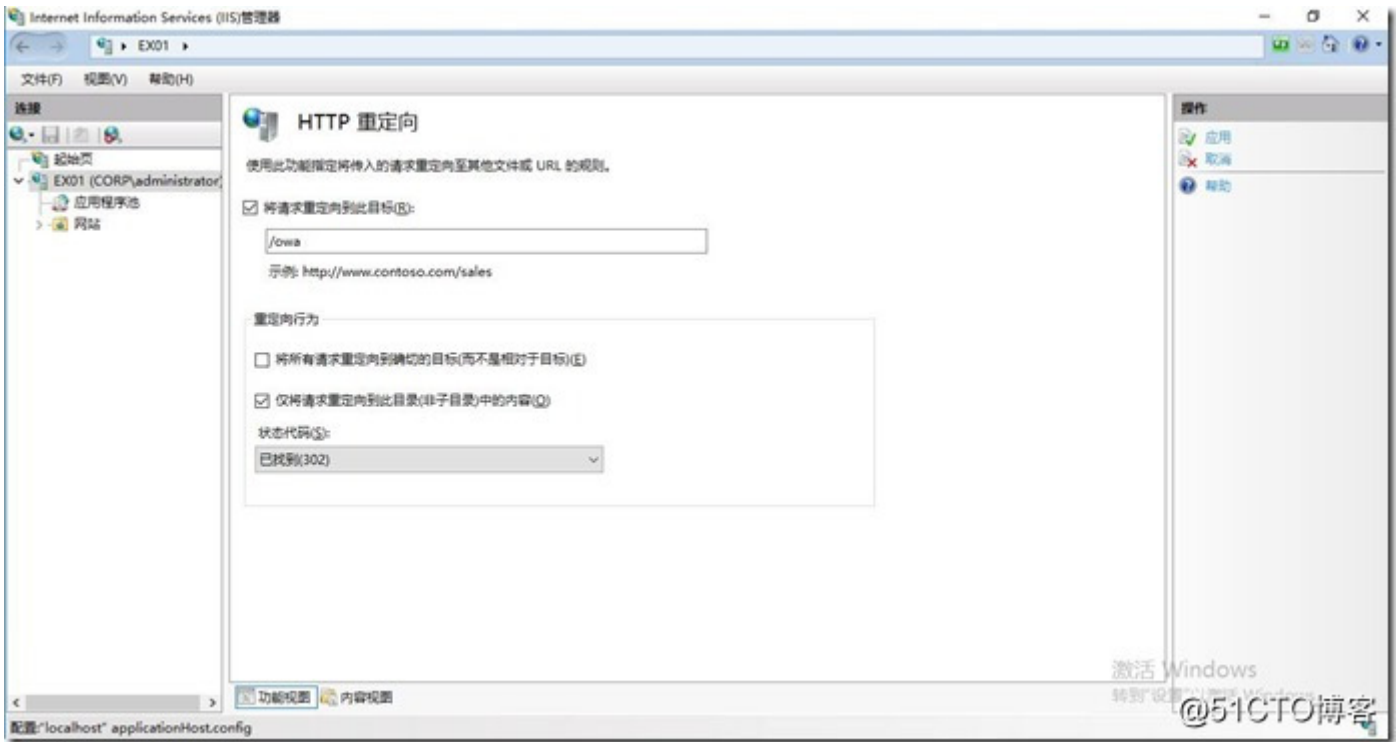 Internet Information Services (IIS)管理器
EX01
文件(F) 视图(V) 帮助(H)
连接
起始页
EX01 (CORP\administrator)
应用程序池
网站
HTTP 重定向
使用此功能指定将传入的请求重定向至其他文件或 URL 的规则。
将请求重定向到此目标(R):
/owa
示例: http://www.contoso.com/sales
重定向行为
将所有请求重定向到确切的目标(而不是相对于目标)(E)
仅将请求重定向到此目录(非子目录)中的内容(O)
状态代码(S):
已找到(302)
功能视图 内容视图
操作
应用
取消
帮助
激活 Windows
转到"设置"以激活 Windows
@51CTO博客
配置:"localhost" applicationHost.config